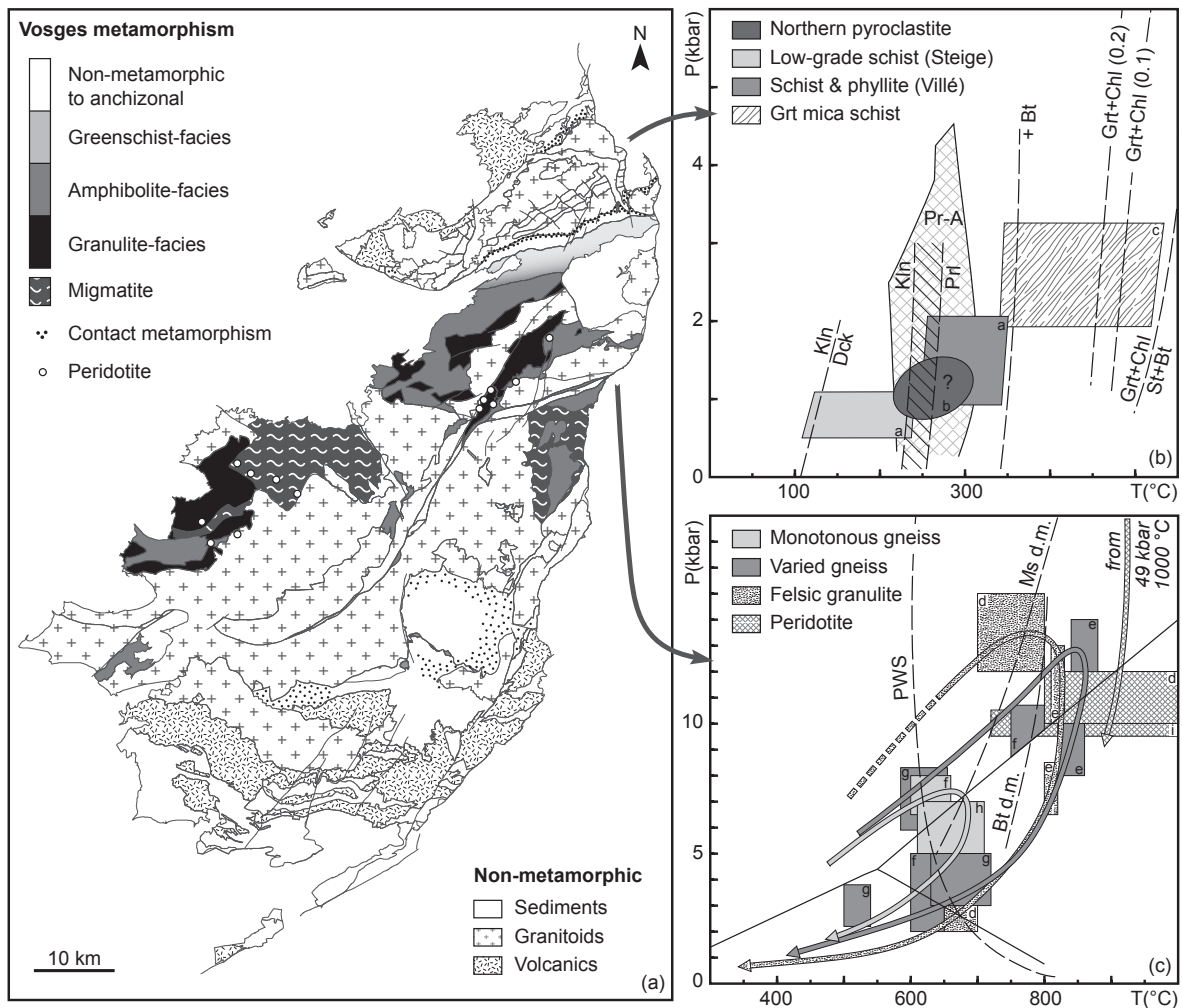 Vosges metamorphism
Non-metamorphic
to anchizonal
Greenschist-facies
Amphibolite-facies
Granulite-facies
Migmatite
Contact metamorphism
Peridotite
N
Non-metamorphic
Sediments
Granitoids
Volcanics
10 km
(a)
P(kbar)
Northern pyroclastite
Low-grade schist (Steige)
Schist & phyllite (Villé)
Grt mica schist
+ Bt
Grt+Chl (0.2)
Grt+Chl (0.1)
4
Pr-A
Kln
Prl
c
2
a
Kln
Dck
?
b
a
Grt+Chl
St+Bt
0
100
300
T(°C)
(b)
P(kbar)
Monotonous gneiss
Varied gneiss
Felsic granulite
Peridotite
PWS
Ms d.m.
from
49 kbar
1000 °C
d
e
d
10
e
f
i
e
e
g
f
Bt d.m.
h
5
f
g
g
d
0
400
600
800
T(°C)
(c)